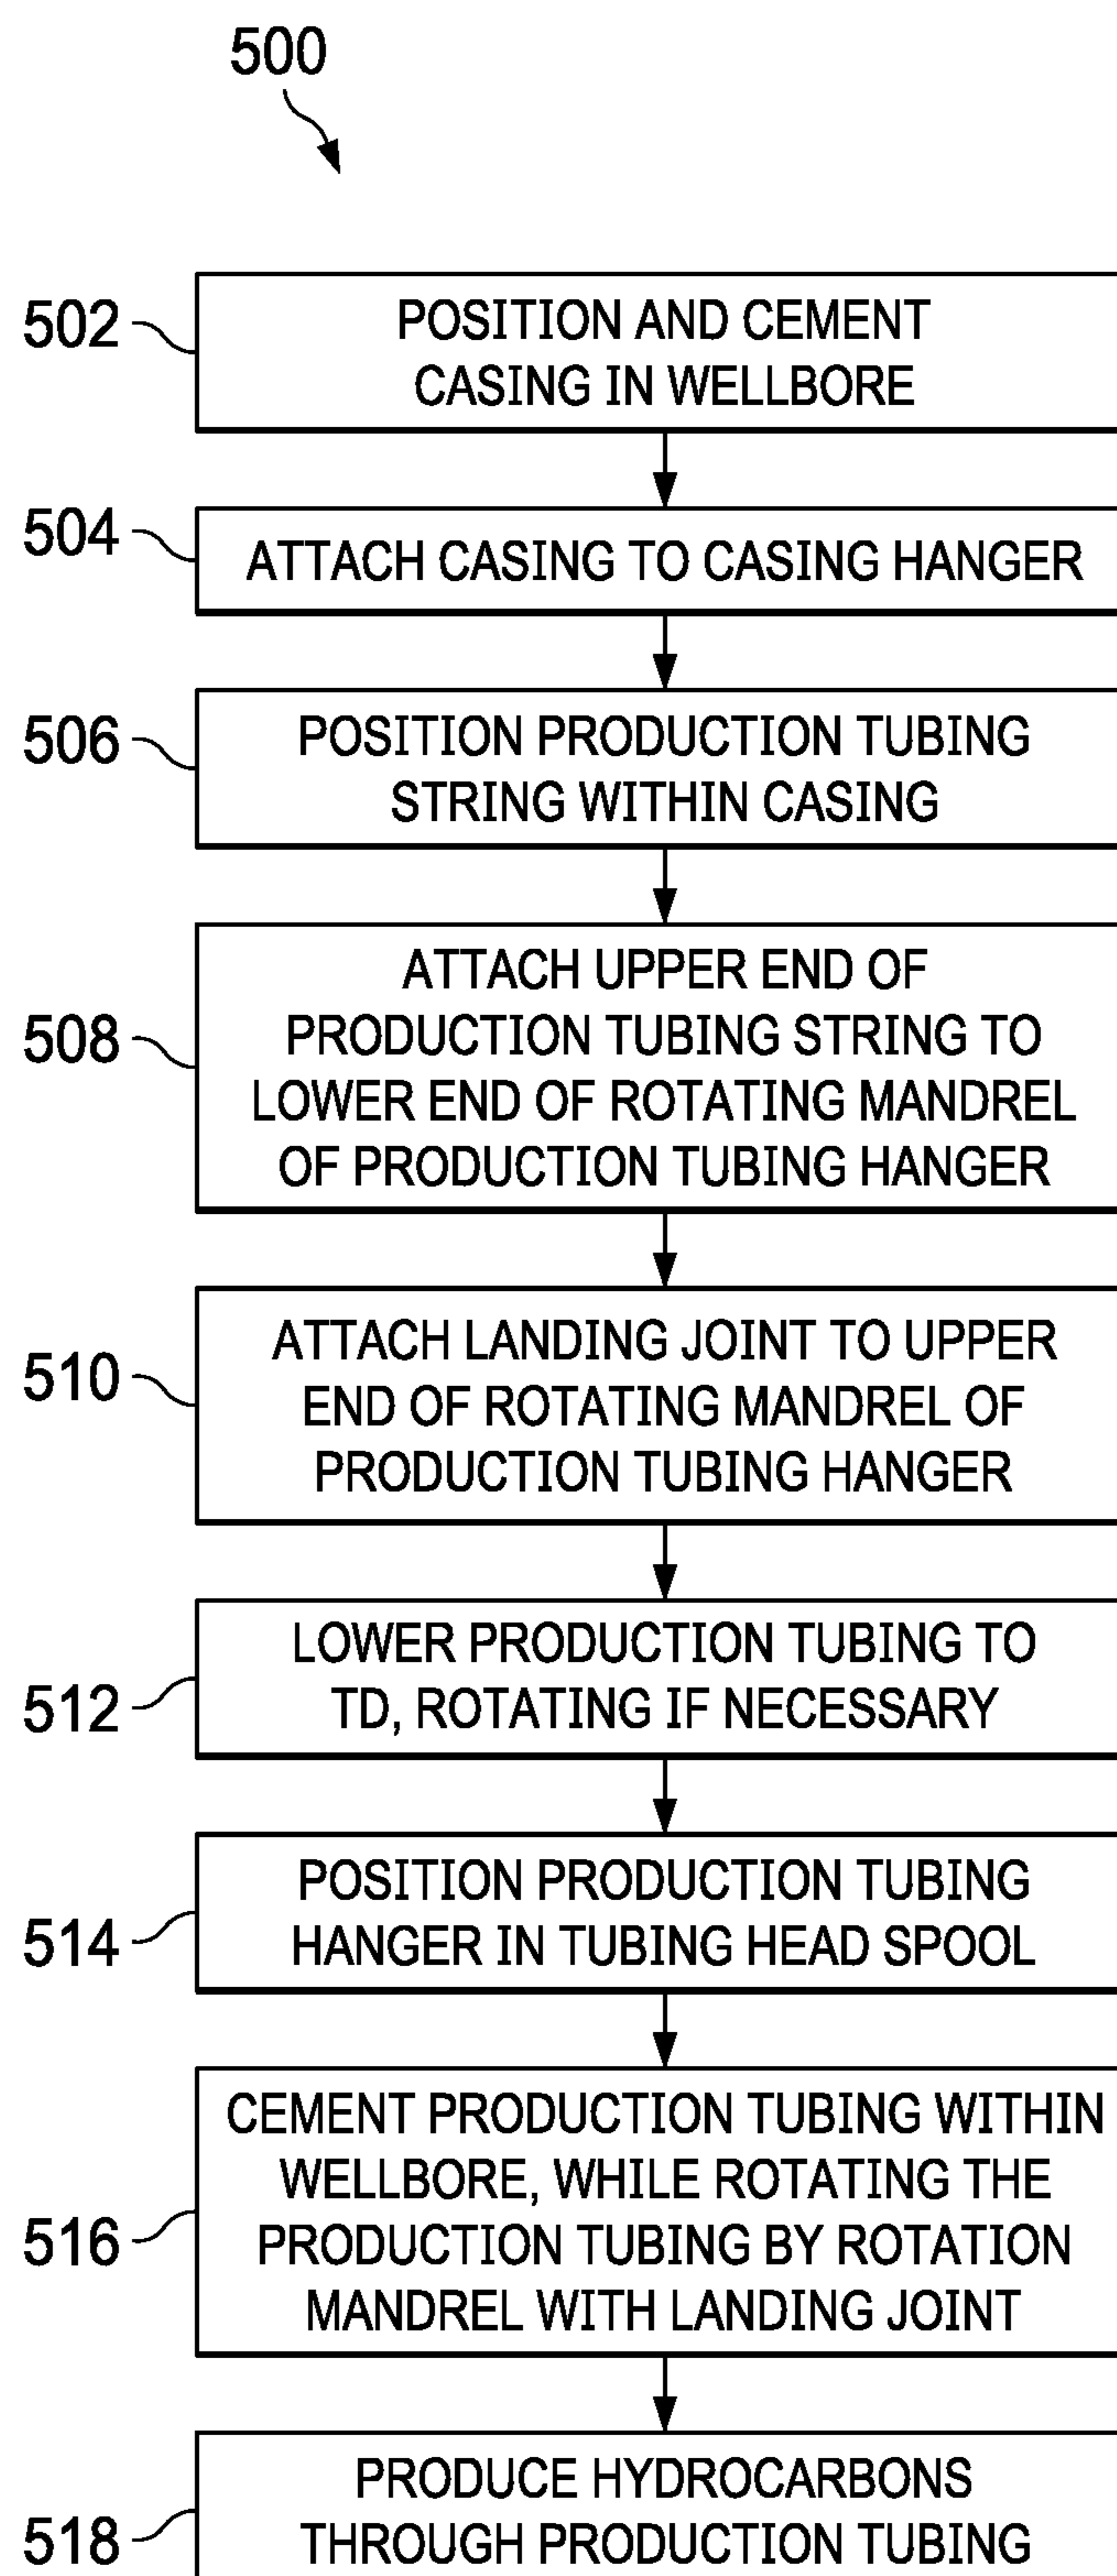 500
502
POSITION AND CEMENT
CASING IN WELLBORE
504
ATTACH CASING TO CASING HANGER
506
POSITION PRODUCTION TUBING
STRING WITHIN CASING
508
ATTACH UPPER END OF
PRODUCTION TUBING STRING TO
LOWER END OF ROTATING MANDREL
OF PRODUCTION TUBING HANGER
510
ATTACH LANDING JOINT TO UPPER
END OF ROTATING MANDREL OF
PRODUCTION TUBING HANGER
512
LOWER PRODUCTION TUBING TO
TD, ROTATING IF NECESSARY
514
POSITION PRODUCTION TUBING
HANGER IN TUBING HEAD SPOOL
516
CEMENT PRODUCTION TUBING WITHIN
WELLBORE, WHILE ROTATING THE
PRODUCTION TUBING BY ROTATION
MANDREL WITH LANDING JOINT
518
PRODUCE HYDROCARBONS
THROUGH PRODUCTION TUBING